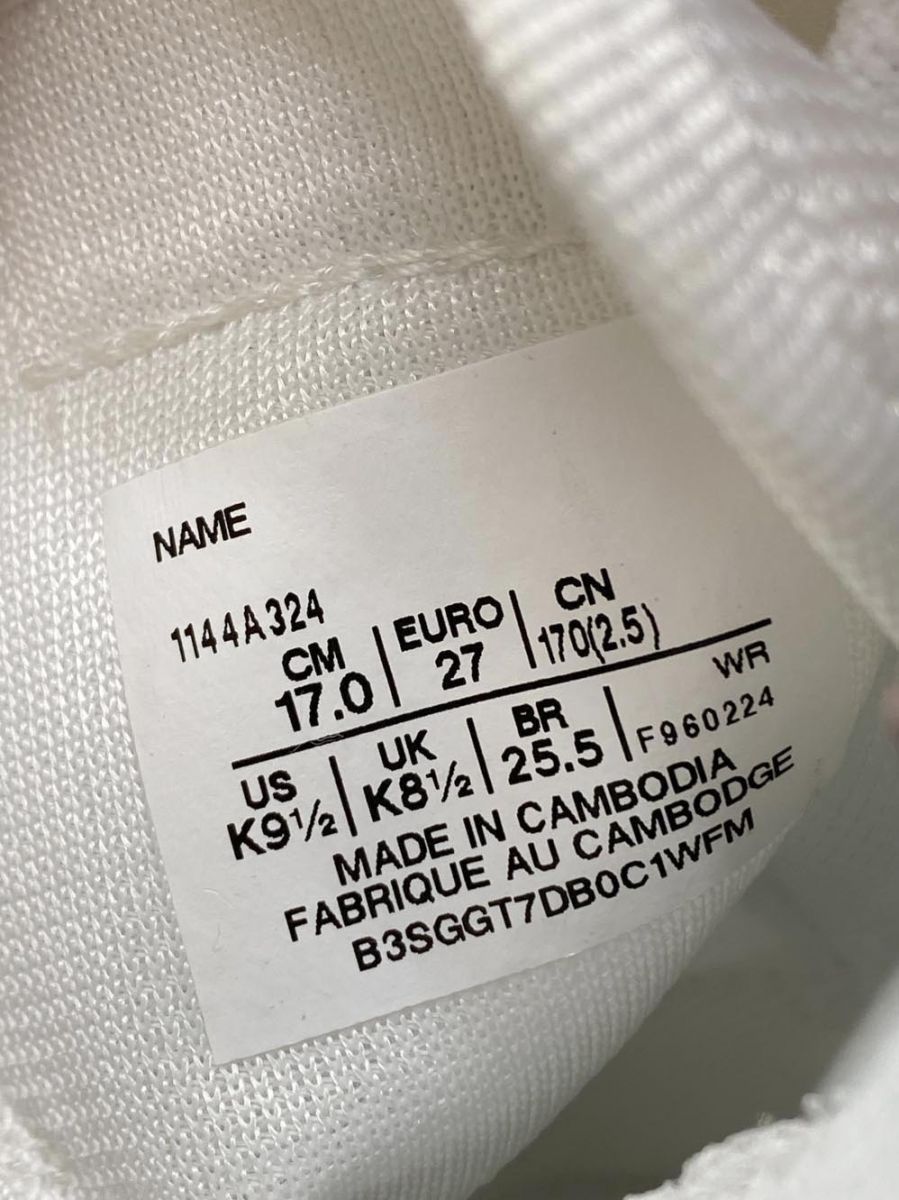 NAME
1144A324
CM | EURO | CN
17.0 | 27 | 170(2.5)
WR
US | UK | BR
K9½ | K8½ | 25.5 | F960224
MADE IN CAMBODIA
FABRIQUE AU CAMBODGE
B3SGGT7DB0C1WFM